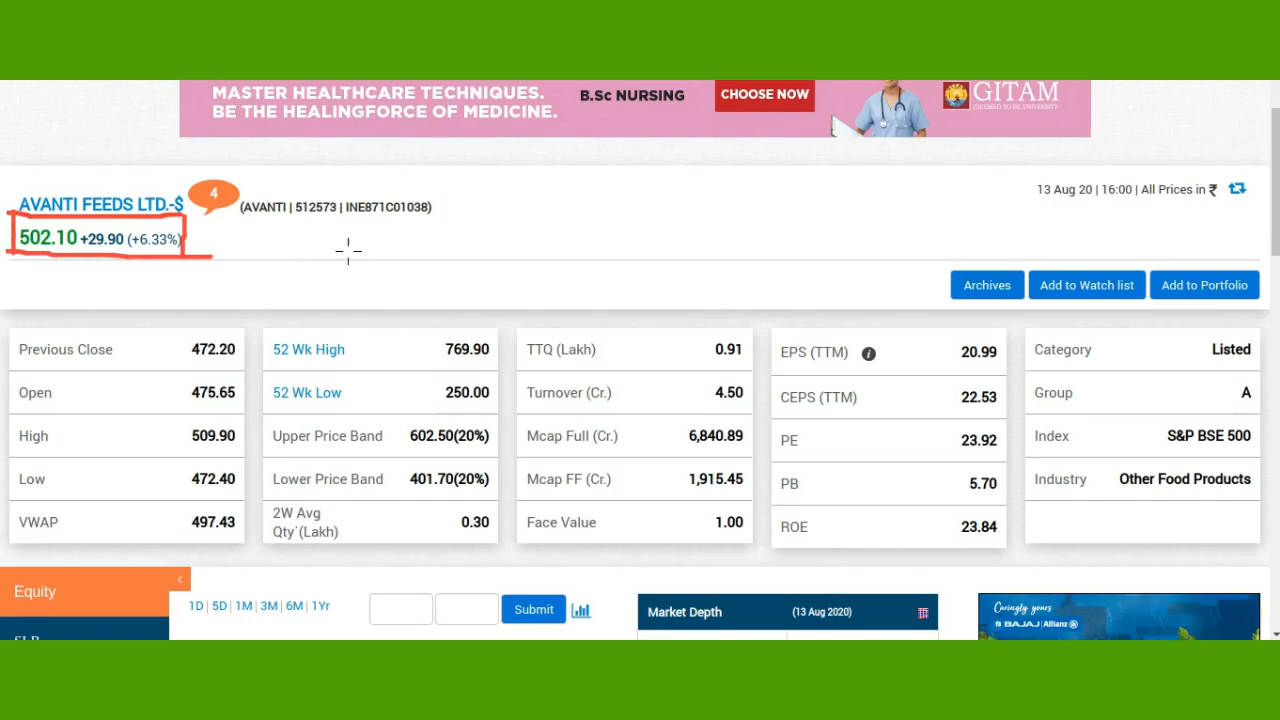 MASTER HEALTHCARE TECHNIQUES.
BE THE HEALINGFORCE OF MEDICINE.
B.Sc NURSING
CHOOSE NOW
GITAM
(DEEMED TO BE UNIVERSITY)
AVANTI FEEDS LTD.-$
4
(AVANTI | 512573 | INE871C01038)
13 Aug 20 | 16:00 | All Prices in ₹
502.10 +29.90 (+6.33%)
Archives
Add to Watch list
Add to Portfolio
Previous Close 472.20
Open 475.65
High 509.90
Low 472.40
VWAP 497.43
52 Wk High 769.90
52 Wk Low 250.00
Upper Price Band 602.50(20%)
Lower Price Band 401.70(20%)
2W Avg
Qty`(Lakh) 0.30
TTQ (Lakh) 0.91
Turnover (Cr.) 4.50
Mcap Full (Cr.) 6,840.89
Mcap FF (Cr.) 1,915.45
Face Value 1.00
EPS (TTM) i 20.99
CEPS (TTM) 22.53
PE 23.92
PB 5.70
ROE 23.84
Category Listed
Group A
Index S&P BSE 500
Industry Other Food Products
Equity
SLB
1D | 5D | 1M | 3M | 6M | 1Yr
Submit
Market Depth (13 Aug 2020)
Caringly yours
BAJAJ | Allianz